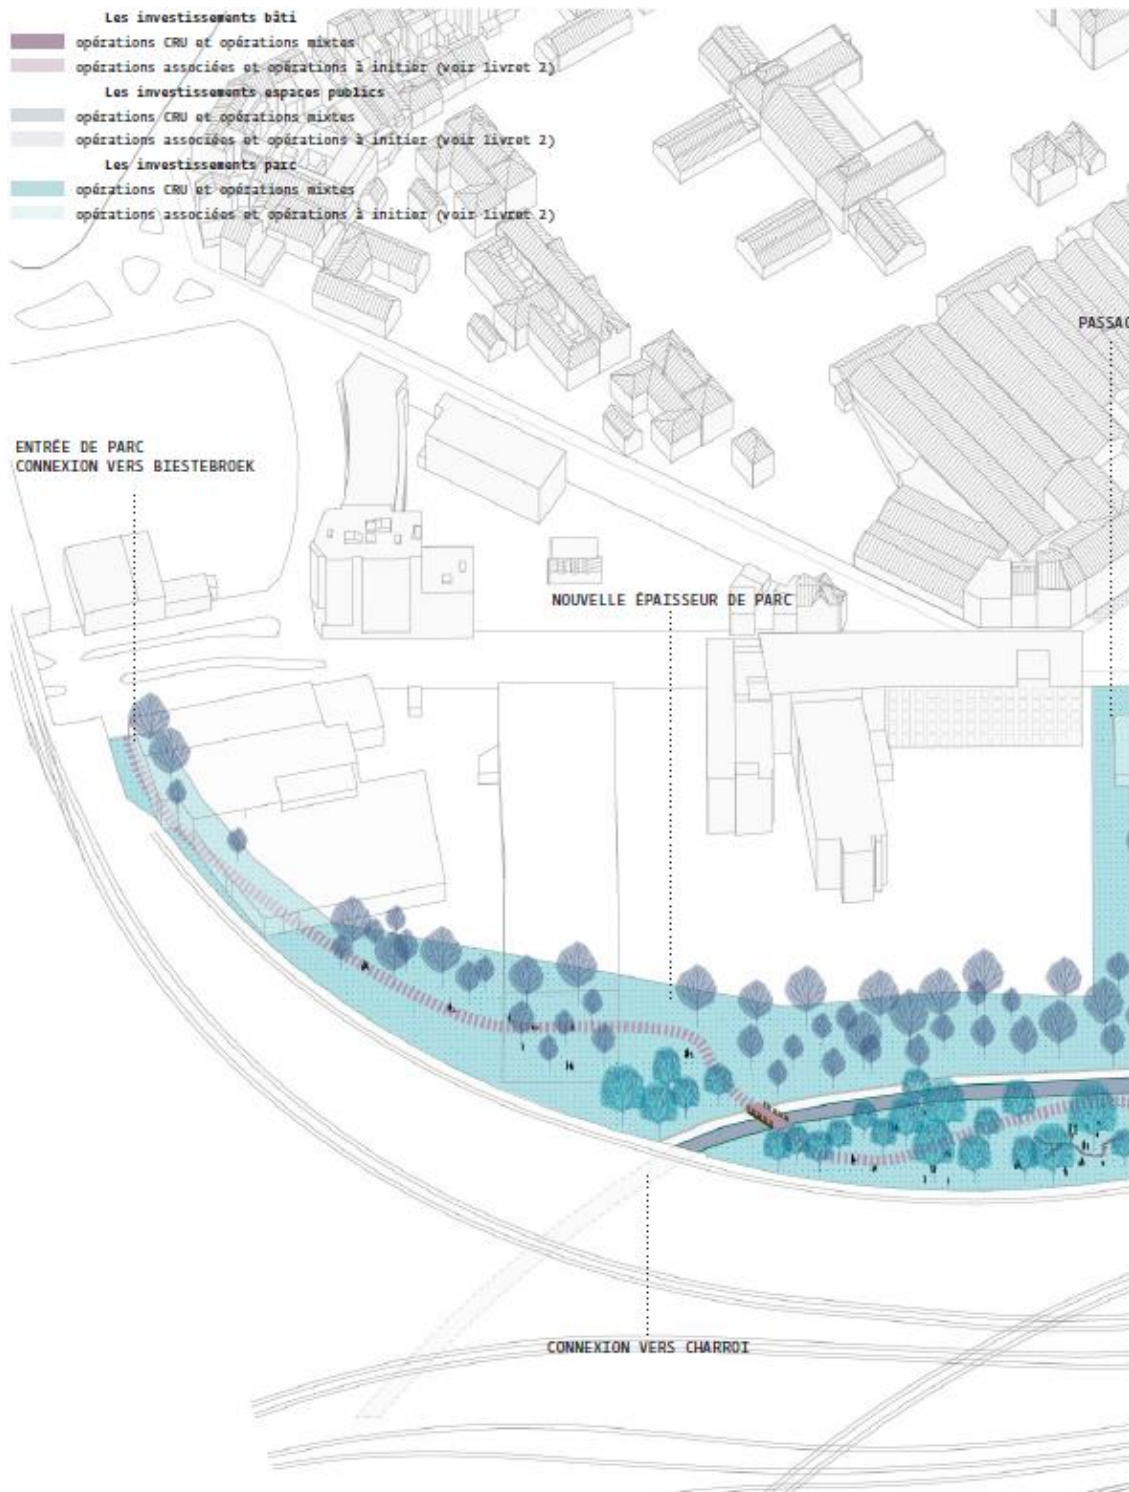 Les investissements bâti
opérations CRU et opérations mixtes
opérations associées et opérations à initier (voir livret 2)
Les investissements espaces publics
opérations CRU et opérations mixtes
opérations associées et opérations à initier (voir livret 2)
Les investissements parc
opérations CRU et opérations mixtes
opérations associées et opérations à initier (voir livret 2)
PASSAG
ENTRÉE DE PARC
CONNEXION VERS BIESTEBROEK
NOUVELLE ÉPAISSEUR DE PARC
CONNEXION VERS CHARROI